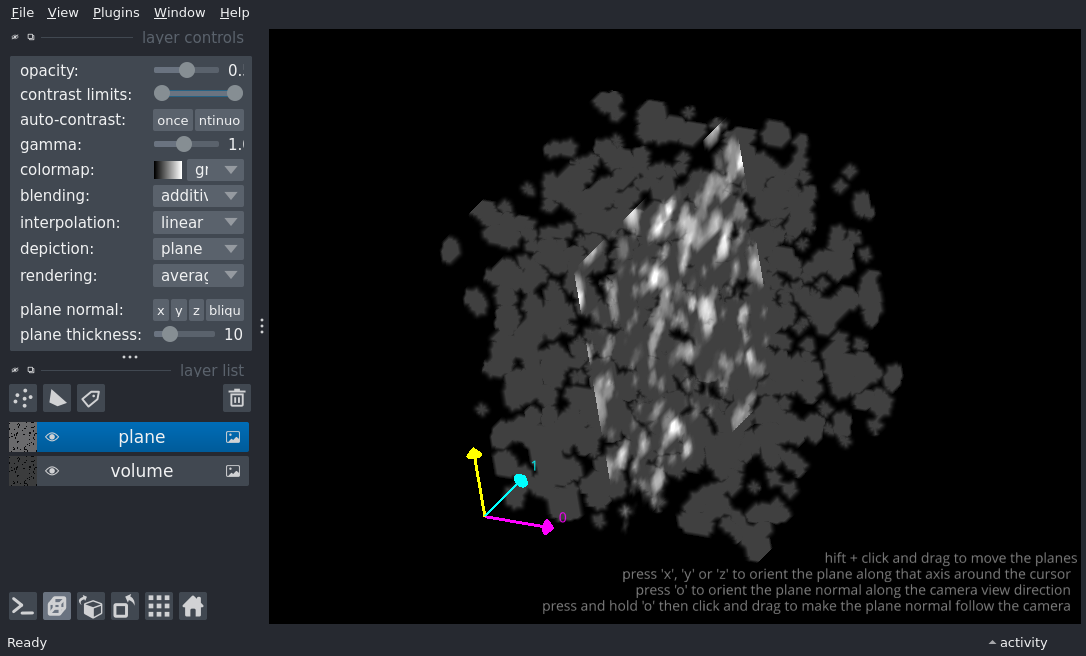 File View Plugins Window Help
layer controls
opacity: 0.
contrast limits:
auto-contrast: once ntinuo
gamma: 1.
colormap: gr
blending: additiv
interpolation: linear
depiction: plane
rendering: averag
plane normal: x y z bliqu
plane thickness: 10
layer list
plane
volume
1
0
hift + click and drag to move the planes
press 'x', 'y' or 'z' to orient the plane along that axis around the cursor
press 'o' to orient the plane normal along the camera view direction
press and hold 'o' then click and drag to make the plane normal follow the camera
Ready activity